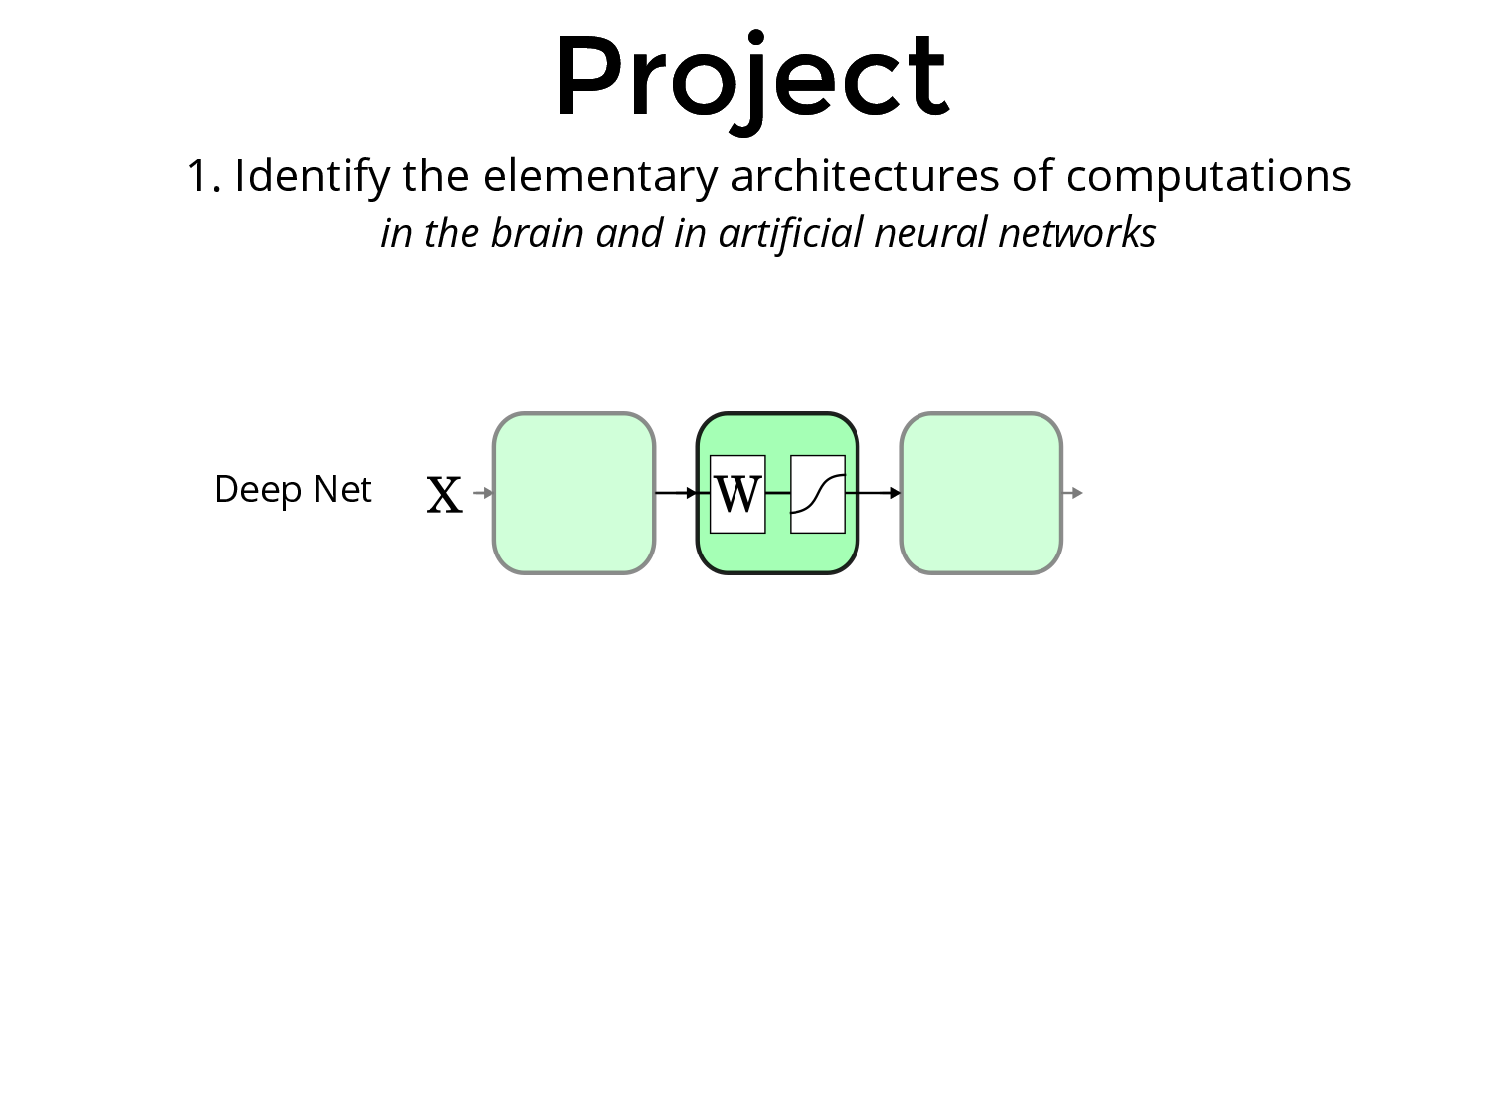 Project
1. Identify the elementary architectures of computations
in the brain and in artificial neural networks
Deep Net x W